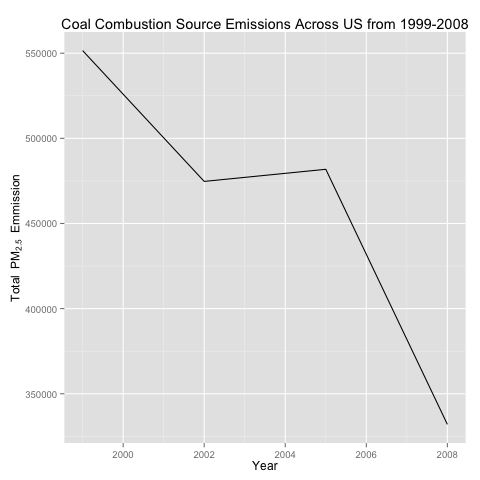 Coal Combustion Source Emissions Across US from 1999-2008
550000
500000
450000
400000
350000
Total PM2.5 Emmission
2000 2002 2004 2006 2008
Year